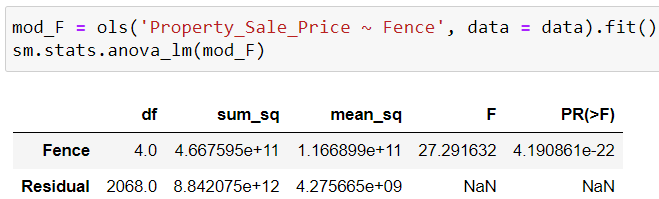 mod_F = ols('Property_Sale_Price ~ Fence', data = data).fit()
sm.stats.anova_lm(mod_F)
df sum_sq mean_sq F PR(>F)
Fence 4.0 4.667595e+11 1.166899e+11 27.291632 4.190861e-22
Residual 2068.0 8.842075e+12 4.275665e+09 NaN NaN